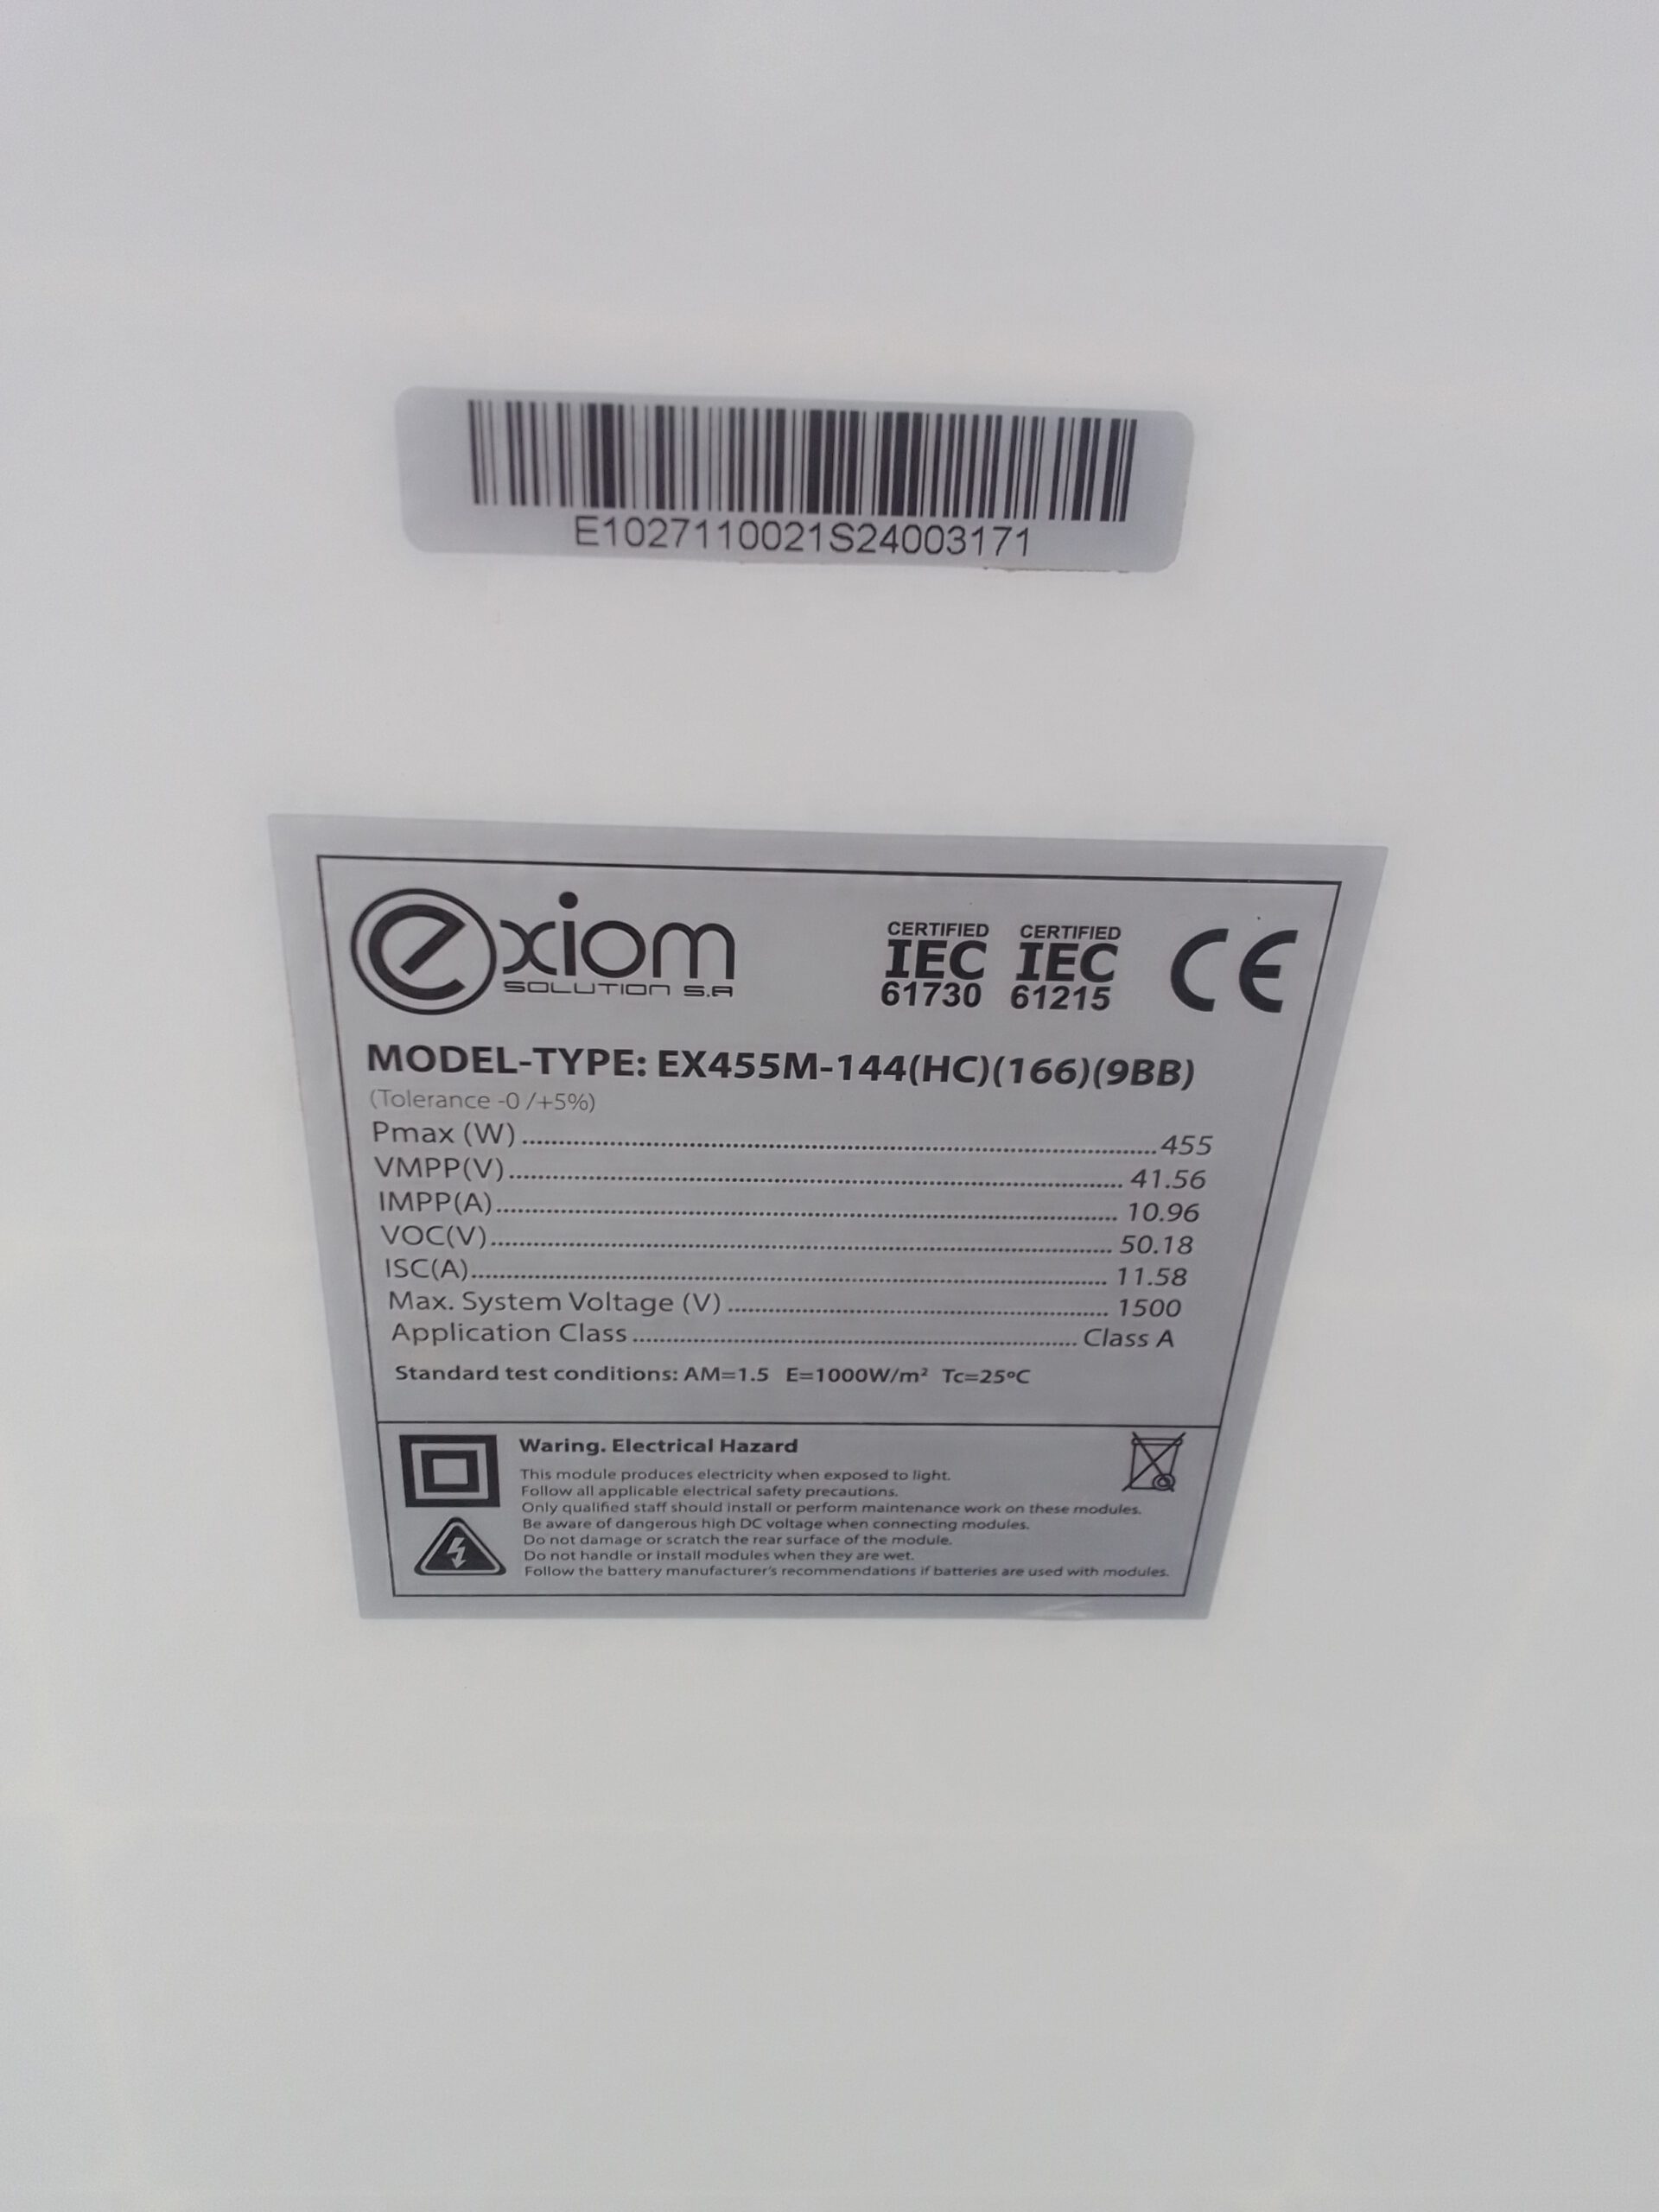 E1027110021S24003171
exiom
SOLUTION S.A
CERTIFIED
IEC
61730
CERTIFIED
IEC
61215
CE
MODEL-TYPE: EX455M-144(HC)(166)(9BB)
(Tolerance -0 /+5%)
Pmax (W)........................455
VMPP(V)........................ 41.56
IMPP(A)........................ 10.96
VOC(V)........................ 50.18
ISC(A)........................ 11.58
Max. System Voltage (V)........................ 1500
Application Class........................ Class A
Standard test conditions: AM=1.5 E=1000W/m² Tc=25ºC
Waring. Electrical Hazard
This module produces electricity when exposed to light.
Follow all applicable electrical safety precautions.
Only qualified staff should install or perform maintenance work on these modules.
Be aware of dangerous high DC voltage when connecting modules.
Do not damage or scratch the rear surface of the module.
Do not handle or install modules when they are wet.
Follow the battery manufacturer's recommendations if batteries are used with modules.